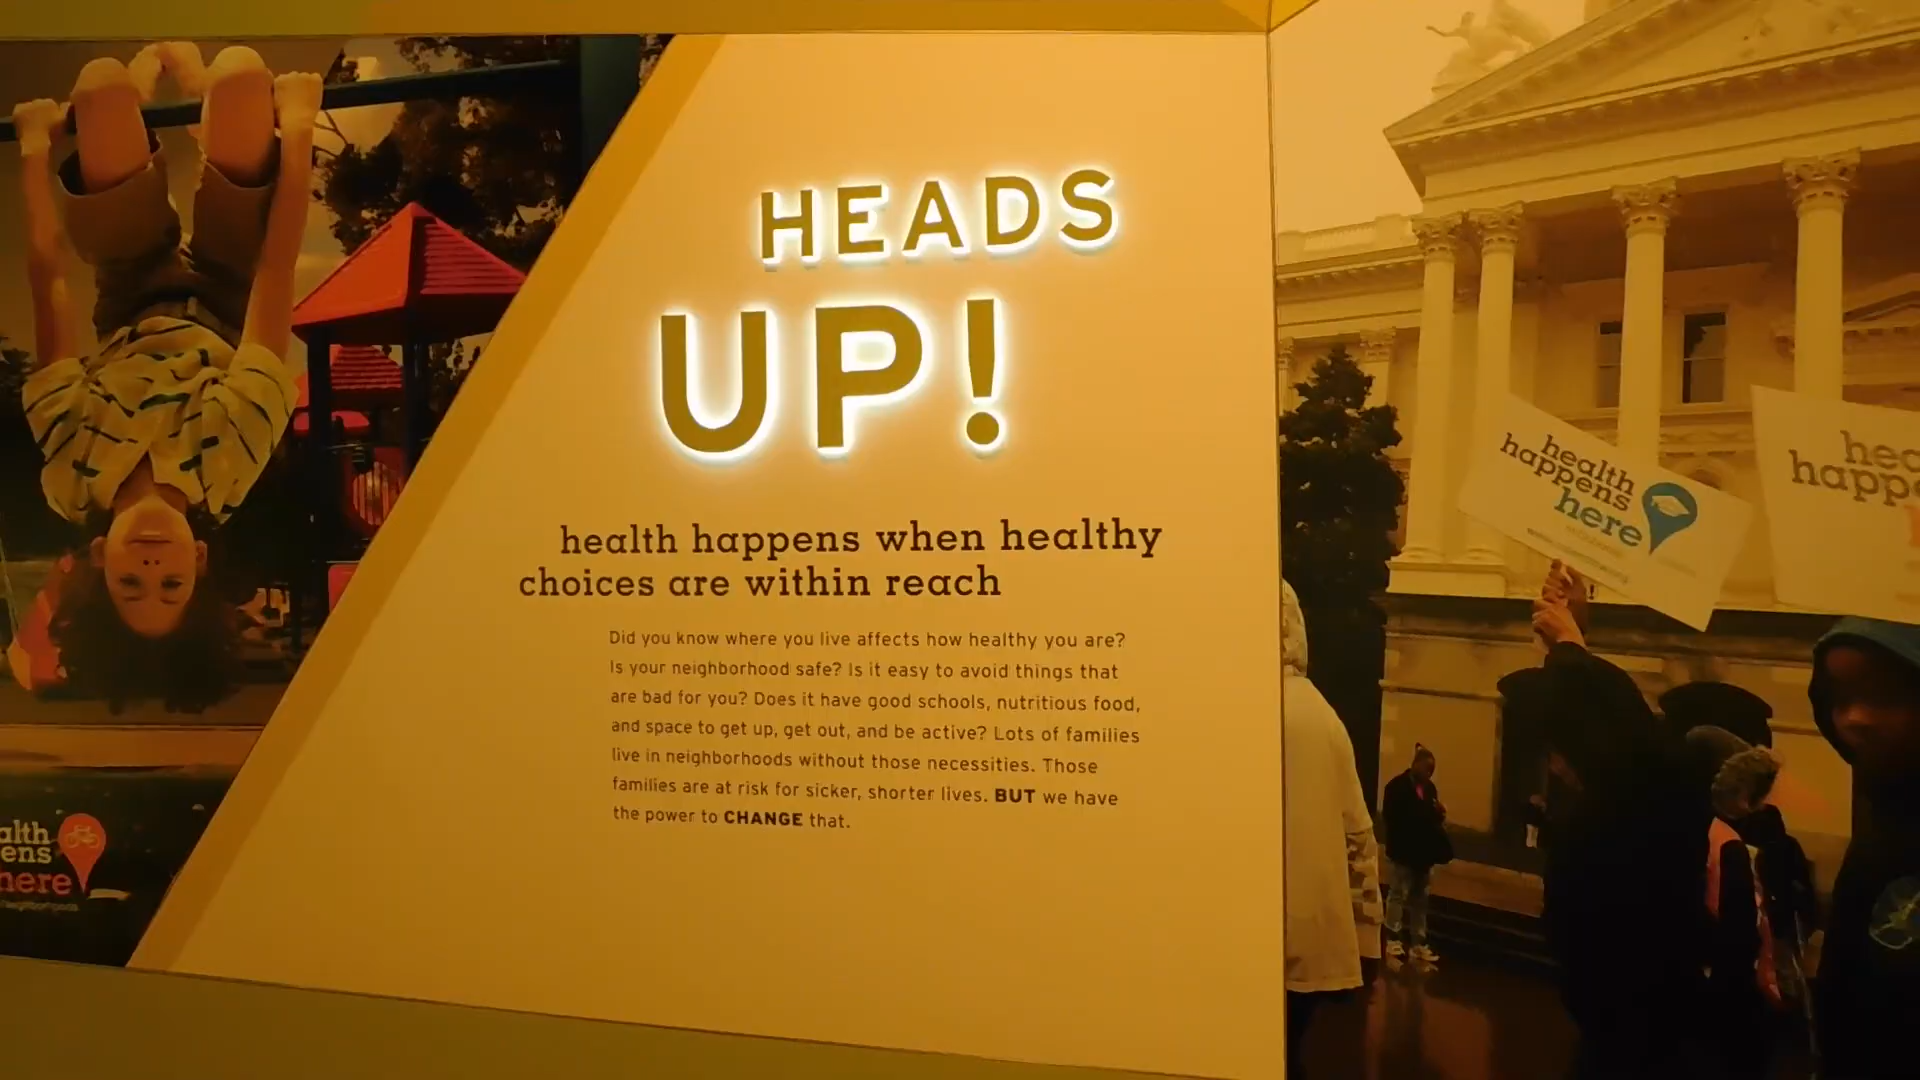 HEADS
UP!
health happens when healthy
choices are within reach
Did you know where you live affects how healthy you are?
Is your neighborhood safe? Is it easy to avoid things that
are bad for you? Does it have good schools, nutritious food,
and space to get up, get out, and be active? Lots of families
live in neighborhoods without those necessities. Those
families are at risk for sicker, shorter lives. BUT we have
the power to CHANGE that.
alth
ens
here
health
happens
here
hea
happe